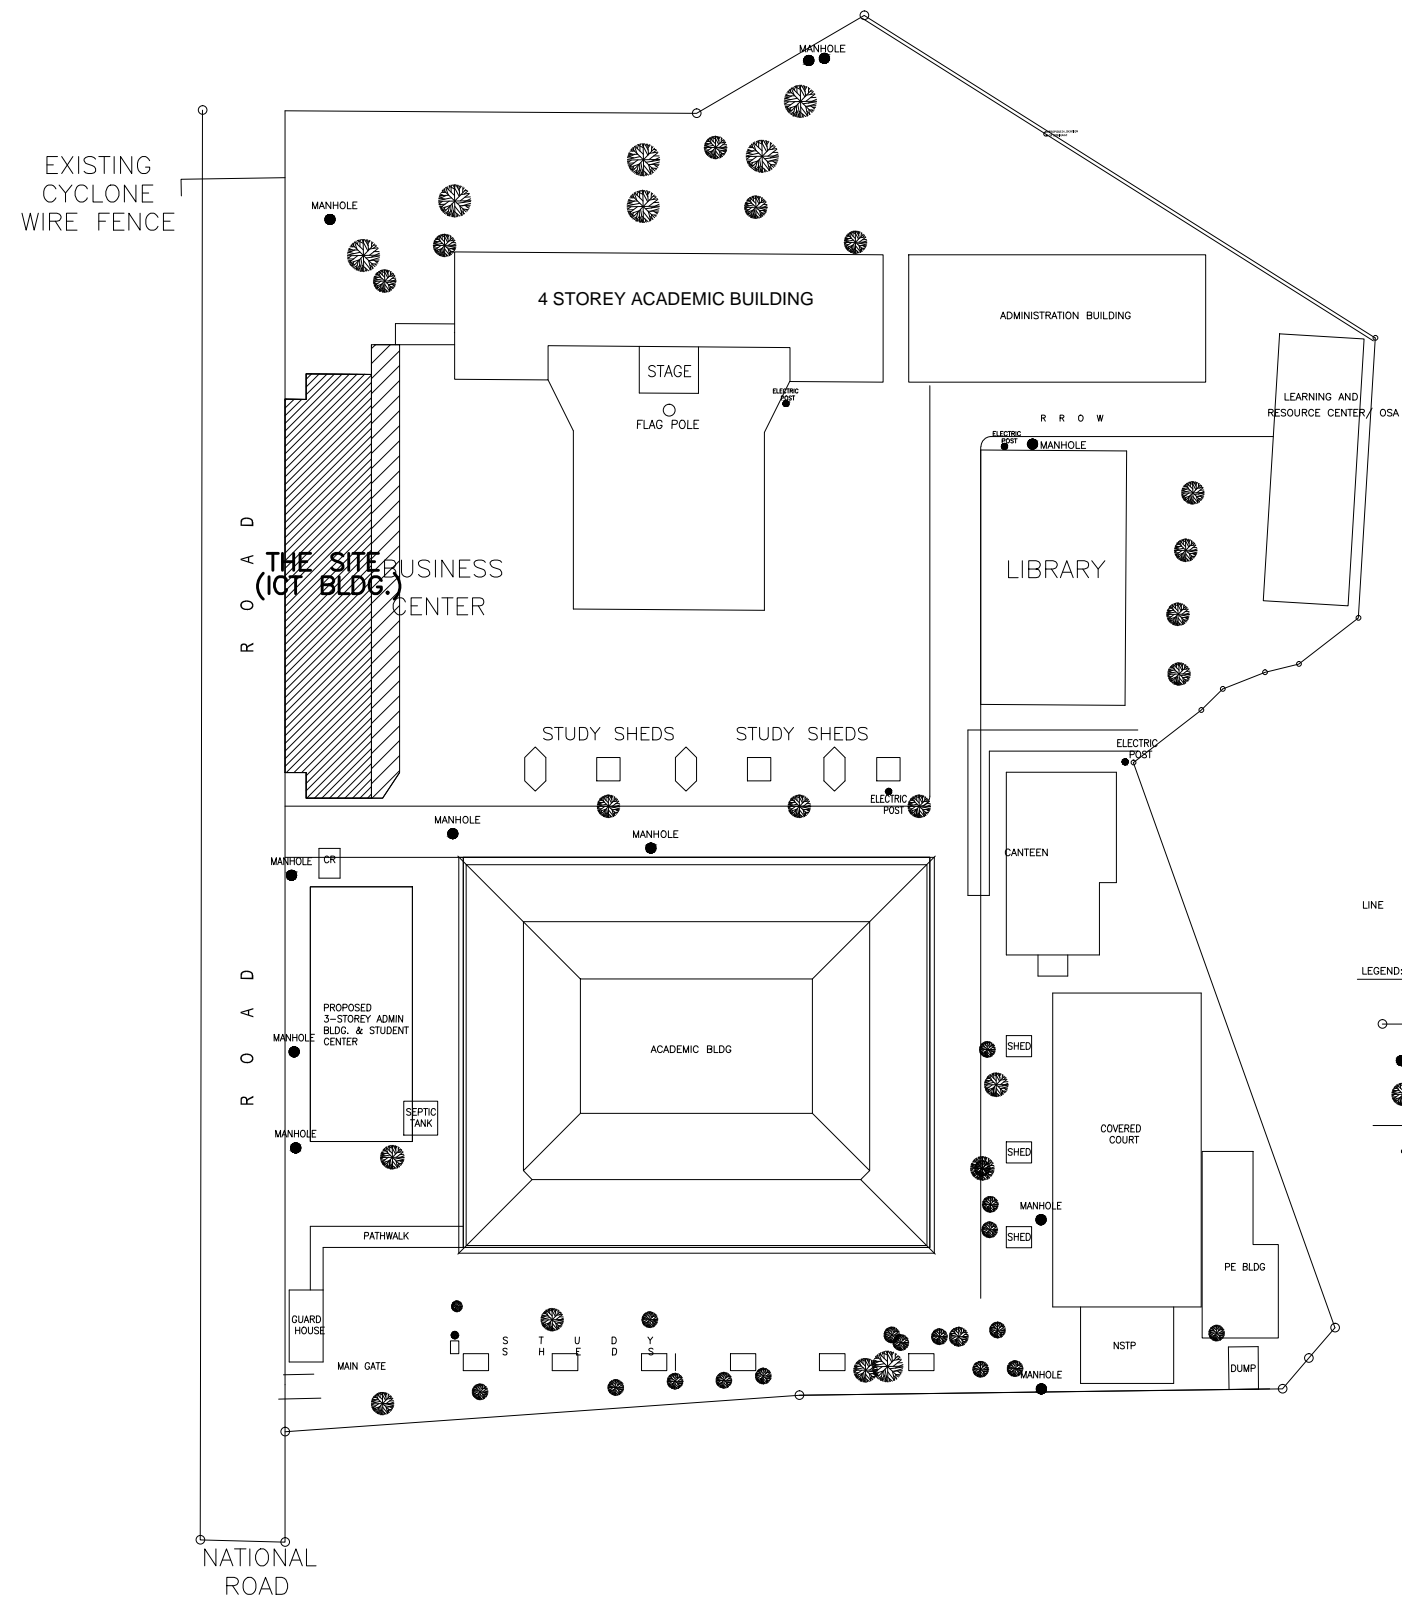 MANHOLE
EXISTING
CYCLONE
WIRE FENCE
MANHOLE
4 STOREY ACADEMIC BUILDING
ADMINISTRATION BUILDING
STAGE
ELECTRIC
POST
FLAG POLE
LEARNING AND
RESOURCE CENTER/ OSA
R R O W
ELECTRIC
POST
MANHOLE
ROAD
THE SITE
(ICT BLDG.)
BUSINESS
CENTER
LIBRARY
STUDY SHEDS
STUDY SHEDS
ELECTRIC
POST
ELECTRIC
POST
MANHOLE
MANHOLE
MANHOLE
CR
CANTEEN
LINE
LEGEND:
ROAD
PROPOSED
3-STOREY ADMIN
BLDG. & STUDENT
CENTER
MANHOLE
ACADEMIC BLDG
SHED
SEPTIC
TANK
MANHOLE
COVERED
COURT
SHED
MANHOLE
SHED
PATHWALK
PE BLDG
GUARD
HOUSE
S T U D Y
S H E D S
MAIN GATE
NSTP
DUMP
MANHOLE
NATIONAL
ROAD